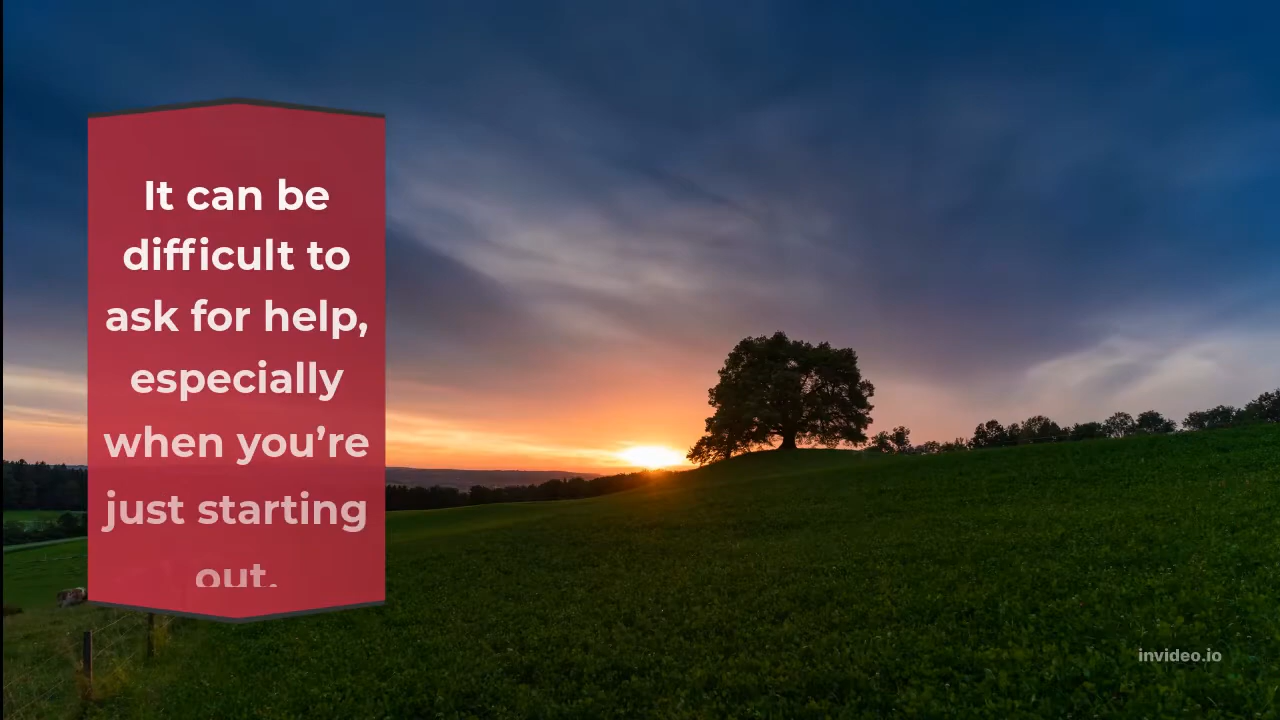 It can be
difficult to
ask for help,
especially
when you’re
just starting
out.
invideo.io